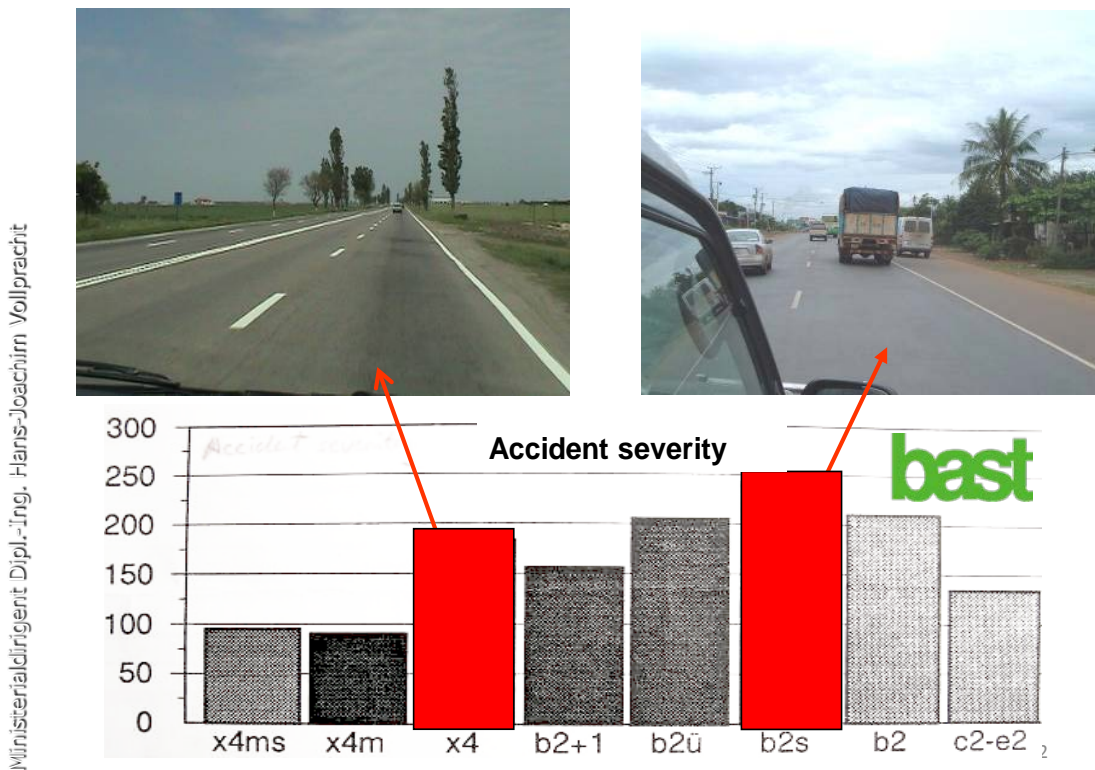 Ministerialdirigent Dipl.-Ing. Hans-Joachim Vollpracht
Accident severity
bast
Accident
300
250
200
150
100
50
0
x4ms x4m x4 b2+1 b2ü b2s b2 c2-e2
2